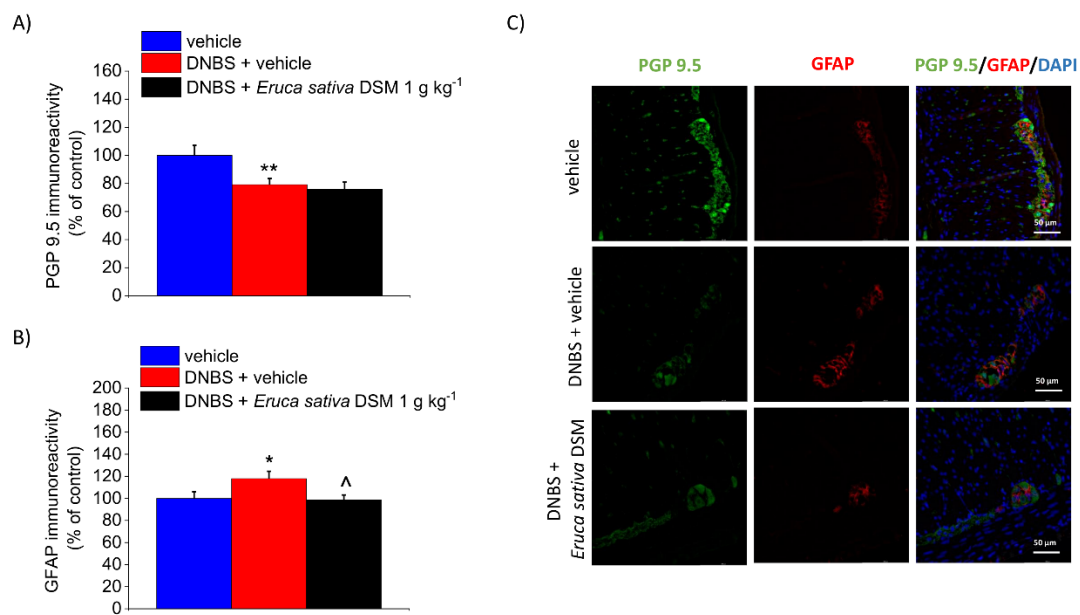 A)
vehicle
DNBS + vehicle
DNBS + Eruca sativa DSM 1 g kg⁻¹
PGP 9.5 immunoreactivity
(% of control)
160
140
120
100
80
60
40
20
0
**
B)
vehicle
DNBS + vehicle
DNBS + Eruca sativa DSM 1 g kg⁻¹
GFAP immunoreactivity
(% of control)
200
180
160
140
120
100
80
60
40
20
0
*
^
C)
PGP 9.5
GFAP
PGP 9.5/GFAP/DAPI
vehicle
50 µm
DNBS + vehicle
50 µm
DNBS +
Eruca sativa DSM
50 µm